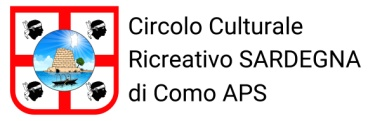 Circolo Culturale
Ricreativo SARDEGNA
di Como APS